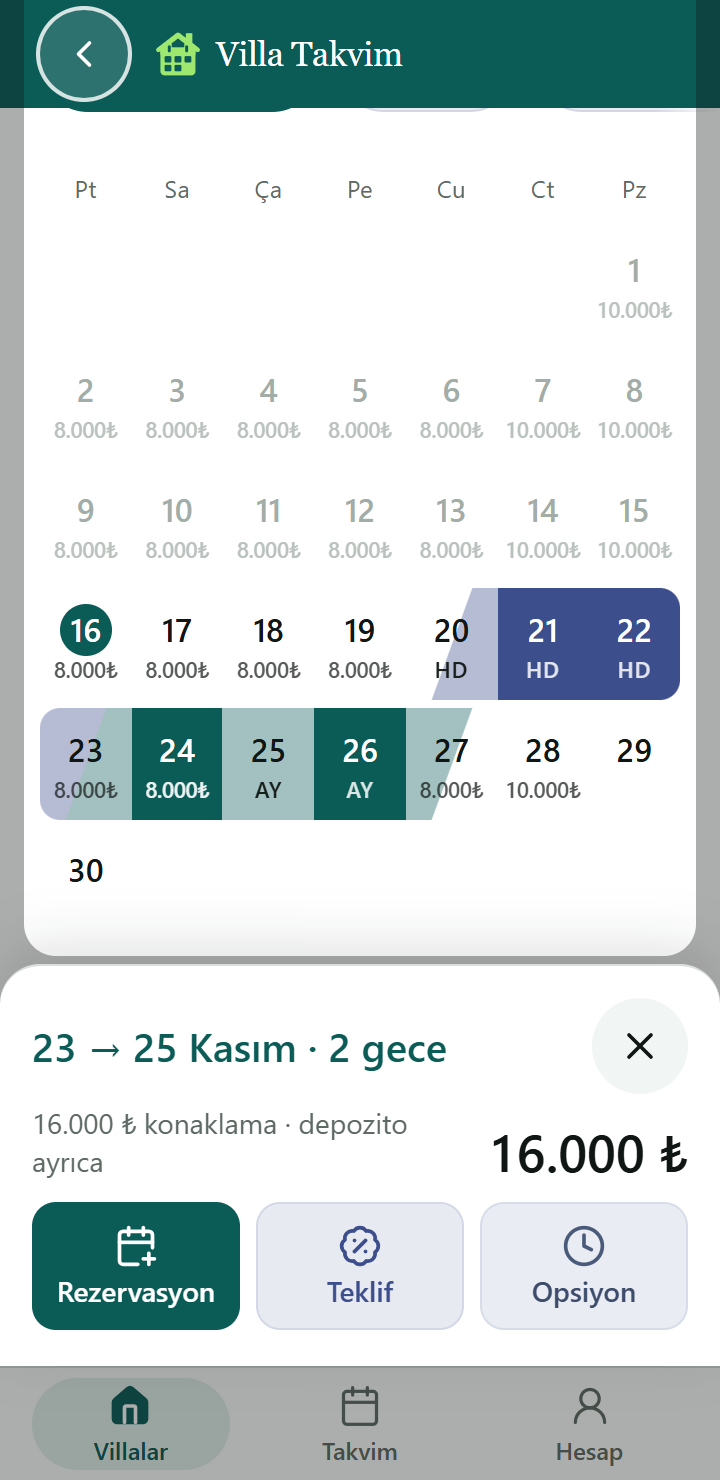 Villa Takvim
Pt Sa Ça Pe Cu Ct Pz
1
10.000₺
2 3 4 5 6 7 8
8.000₺ 8.000₺ 8.000₺ 8.000₺ 8.000₺ 10.000₺ 10.000₺
9 10 11 12 13 14 15
8.000₺ 8.000₺ 8.000₺ 8.000₺ 8.000₺ 10.000₺ 10.000₺
16 17 18 19 20 21 22
8.000₺ 8.000₺ 8.000₺ 8.000₺ HD HD HD
23 24 25 26 27 28 29
8.000₺ 8.000₺ AY AY 8.000₺ 10.000₺
30
23 → 25 Kasım · 2 gece
16.000 ₺ konaklama · depozito
ayrıca
16.000 ₺
Rezervasyon Teklif Opsiyon
Villalar Takvim Hesap